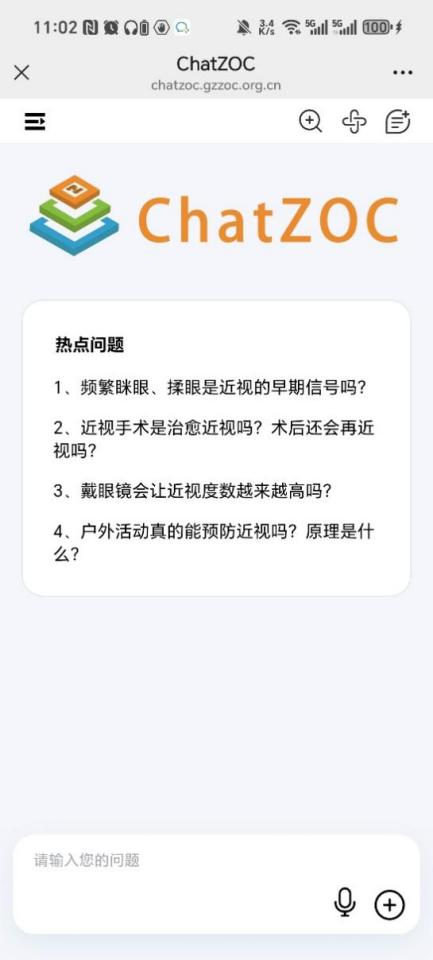 11:02
3.4 K/s
5G
5G
100
ChatZOC
chatzoc.gzzoc.org.cn
ChatZOC
热点问题
1、频繁眯眼、揉眼是近视的早期信号吗？
2、近视手术是治愈近视吗？术后还会再近
视吗？
3、戴眼镜会让近视度数越来越高吗？
4、户外活动真的能预防近视吗？原理是什
么？
请输入您的问题